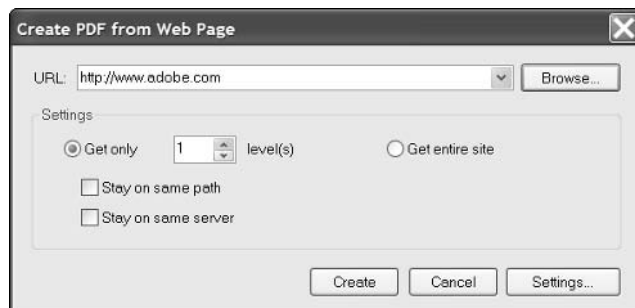 Create PDF from Web Page
URL: http://www.adobe.com Browse...
Settings
Get only 1 level(s) Get entire site
Stay on same path
Stay on same server
Create Cancel Settings...